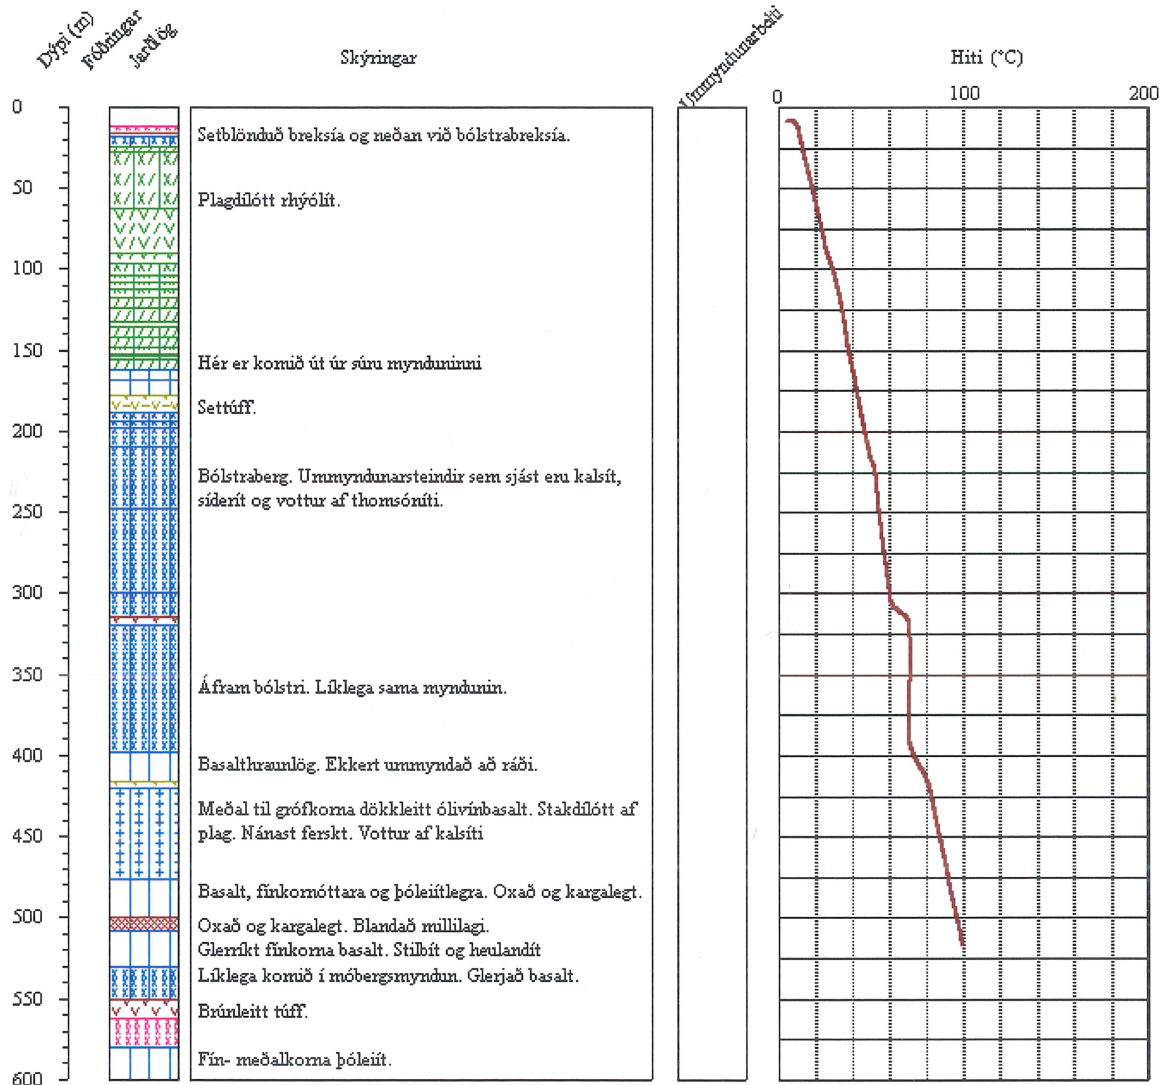 Dýpi (m)
Fóðringar
Jarðlög
Skýringar
Ummyndunarbelti
Hiti (°C)
0
100
200
0
50
100
150
200
250
300
350
400
450
500
550
600
Setblönduð breksía og neðan við bólstrabreksía.
Plagdílótt rhýólít.
Hér er komið út úr súru mynduninni
Settúff.
Bólstraberg. Ummyndunarsteindir sem sjást eru kalsít,
síderít og vottur af thomsóníti.
Áfram bólstri. Líklega sama myndunin.
Basalthraunlög. Ekkert ummyndað að ráði.
Meðal til grófkorna dökkleitt ólivínbasalt. Stakdílótt af
plag. Nánast ferskt. Vottur af kalsíti
Basalt, fínkornóttara og þóleiítlegra. Oxað og kargalegt.
Oxað og kargalegt. Blandað millilagi.
Glerríkt fínkorna basalt. Stilbít og heulandít
Líklega komið í móbergsmyndun. Glerjað basalt.
Brúnleitt túff.
Fín- meðalkorna þóleiít.